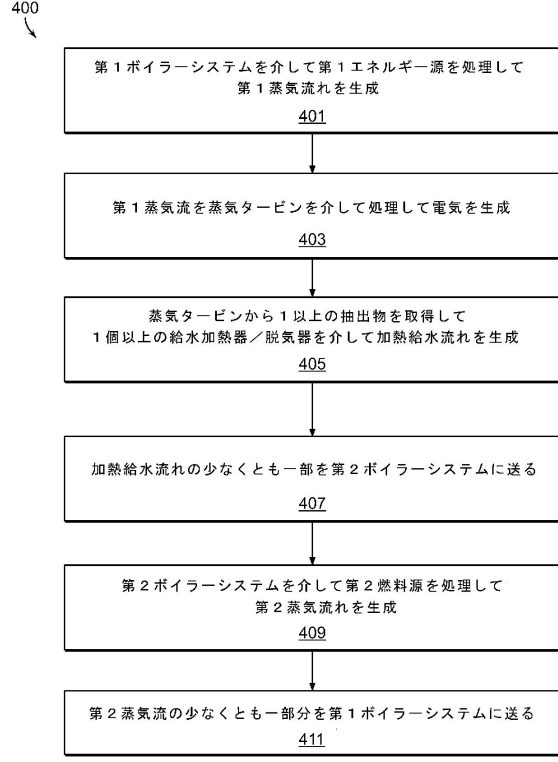 400
第１ボイラーシステムを介して第１エネルギー源を処理して
第１蒸気流れを生成
401
第１蒸気流を蒸気タービンを介して処理して電気を生成
403
蒸気タービンから１以上の抽出物を取得して
１個以上の給水加熱器／脱気器を介して加熱給水流れを生成
405
加熱給水流れの少なくとも一部を第２ボイラーシステムに送る
407
第２ボイラーシステムを介して第２燃料源を処理して
第２蒸気流れを生成
409
第２蒸気流の少なくとも一部分を第１ボイラーシステムに送る
411